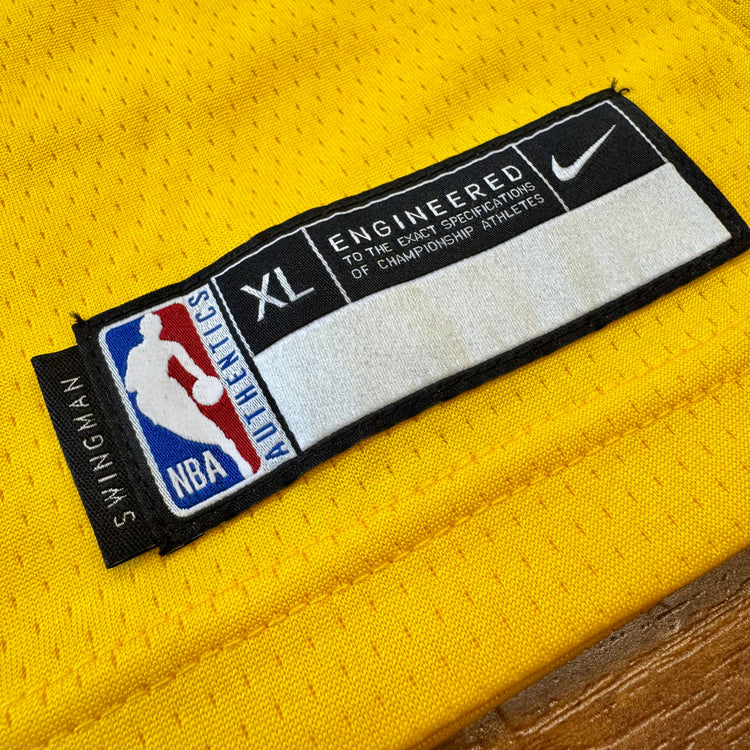 SWINGMAN
NBA
AUTHENTICS
XL
ENGINEERED
TO THE EXACT SPECIFICATIONS
OF CHAMPIONSHIP ATHLETES